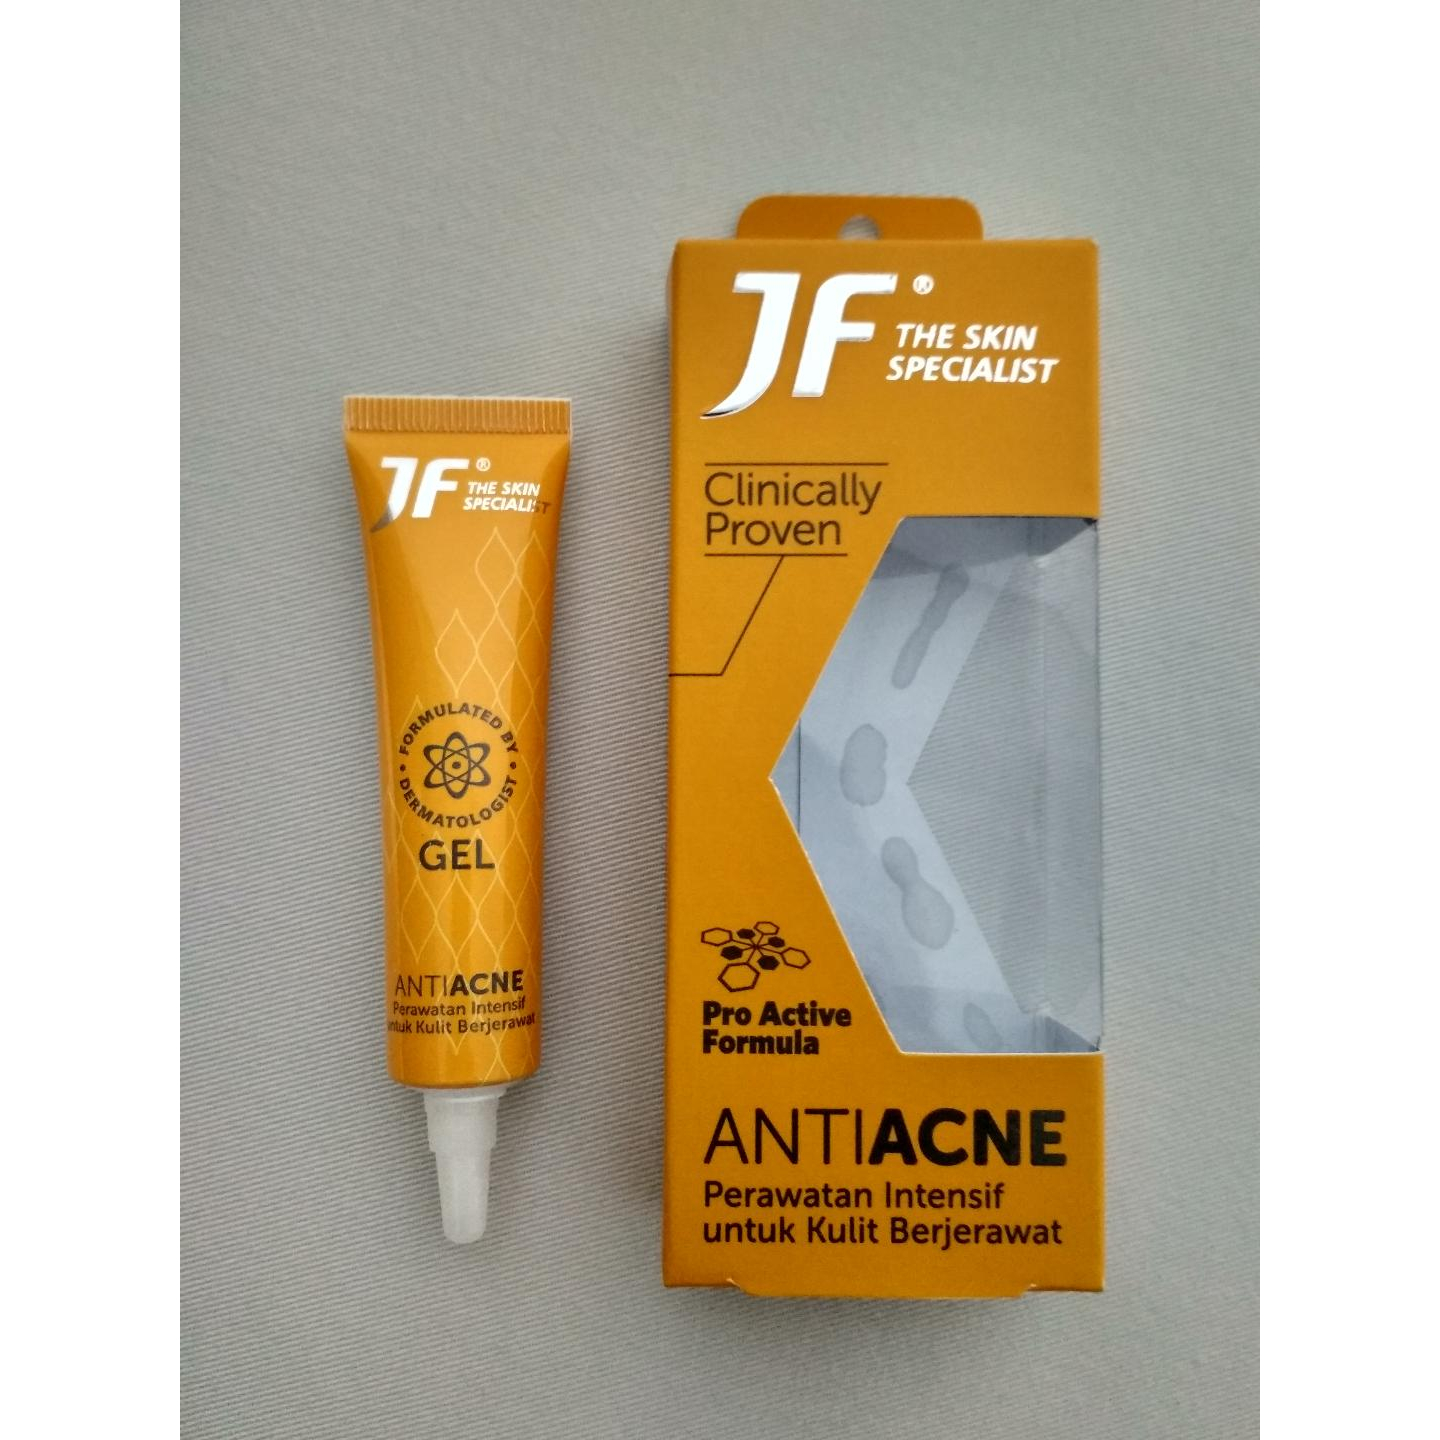 JF®
THE SKIN
SPECIALIST
FORMULATED BY
• DERMATOLOGIST •
GEL
ANTIACNE
Perawatan Intensif
untuk Kulit Berjerawat
JF®
THE SKIN
SPECIALIST
Clinically
Proven
Pro Active
Formula
ANTIACNE
Perawatan Intensif
untuk Kulit Berjerawat